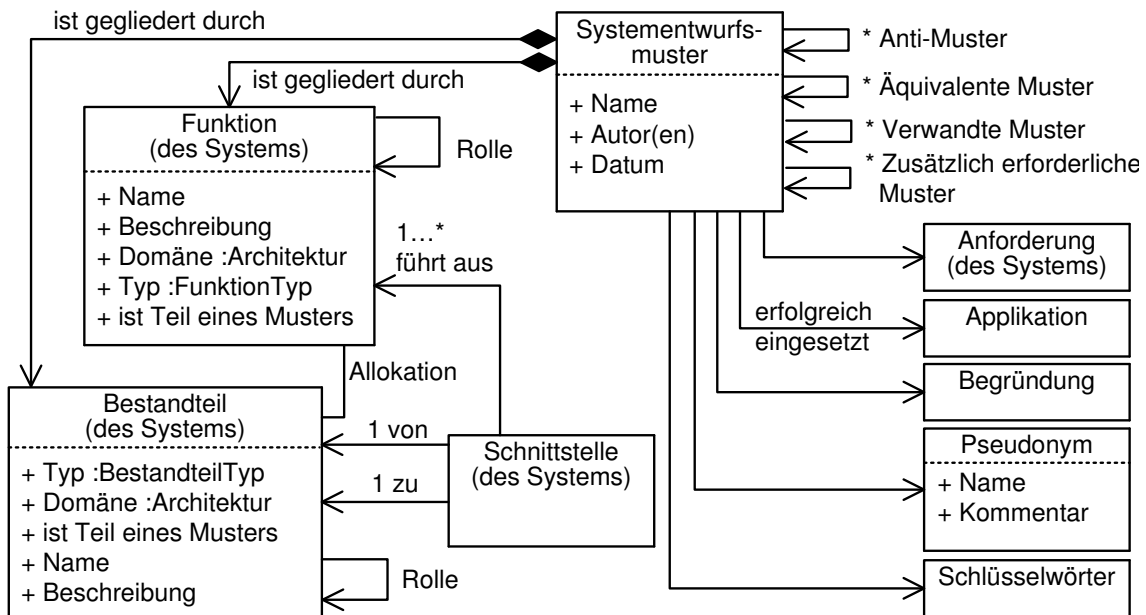 ist gegliedert durch
Systementwurfs-
muster
+ Name
+ Autor(en)
+ Datum
* Anti-Muster
* Äquivalente Muster
* Verwandte Muster
* Zusätzlich erforderliche
Muster
ist gegliedert durch
Funktion
(des Systems)
+ Name
+ Beschreibung
+ Domäne :Architektur
+ Typ :FunktionTyp
+ ist Teil eines Musters
Rolle
1...*
führt aus
Anforderung
(des Systems)
erfolgreich
eingesetzt
Applikation
Begründung
Allokation
Bestandteil
(des Systems)
+ Typ :BestandteilTyp
+ Domäne :Architektur
+ ist Teil eines Musters
+ Name
+ Beschreibung
Rolle
1 von
1 zu
Schnittstelle
(des Systems)
Pseudonym
+ Name
+ Kommentar
Schlüsselwörter